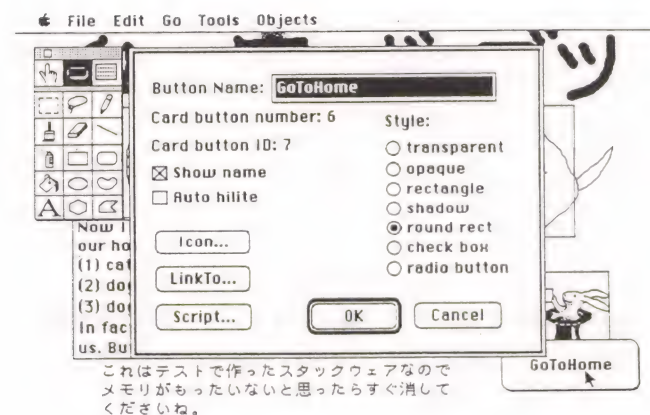 File Edit Go Tools Objects
Button Name: GoToHome
Card button number: 6
Card button ID: 7
Show name
Auto hilite
Style:
transparent
opaque
rectangle
shadow
round rect
check box
radio button
Icon...
LinkTo...
Script...
OK
Cancel
A
Now I
our ho
(1) cat
(2) do
(3) do
In fac
us. Bu
GoToHome
これはテストで作ったスタックウェアなので
メモリがもったいないと思ったらすぐ消して
くださいね。